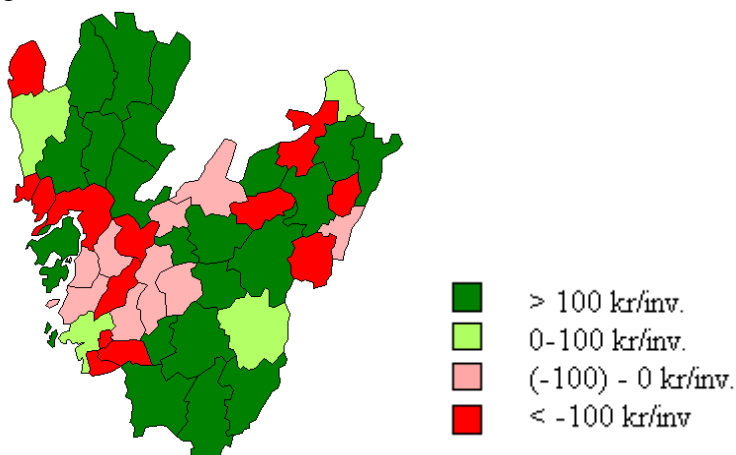 > 100 kr/inv.
0-100 kr/inv.
(-100) - 0 kr/inv.
< -100 kr/inv